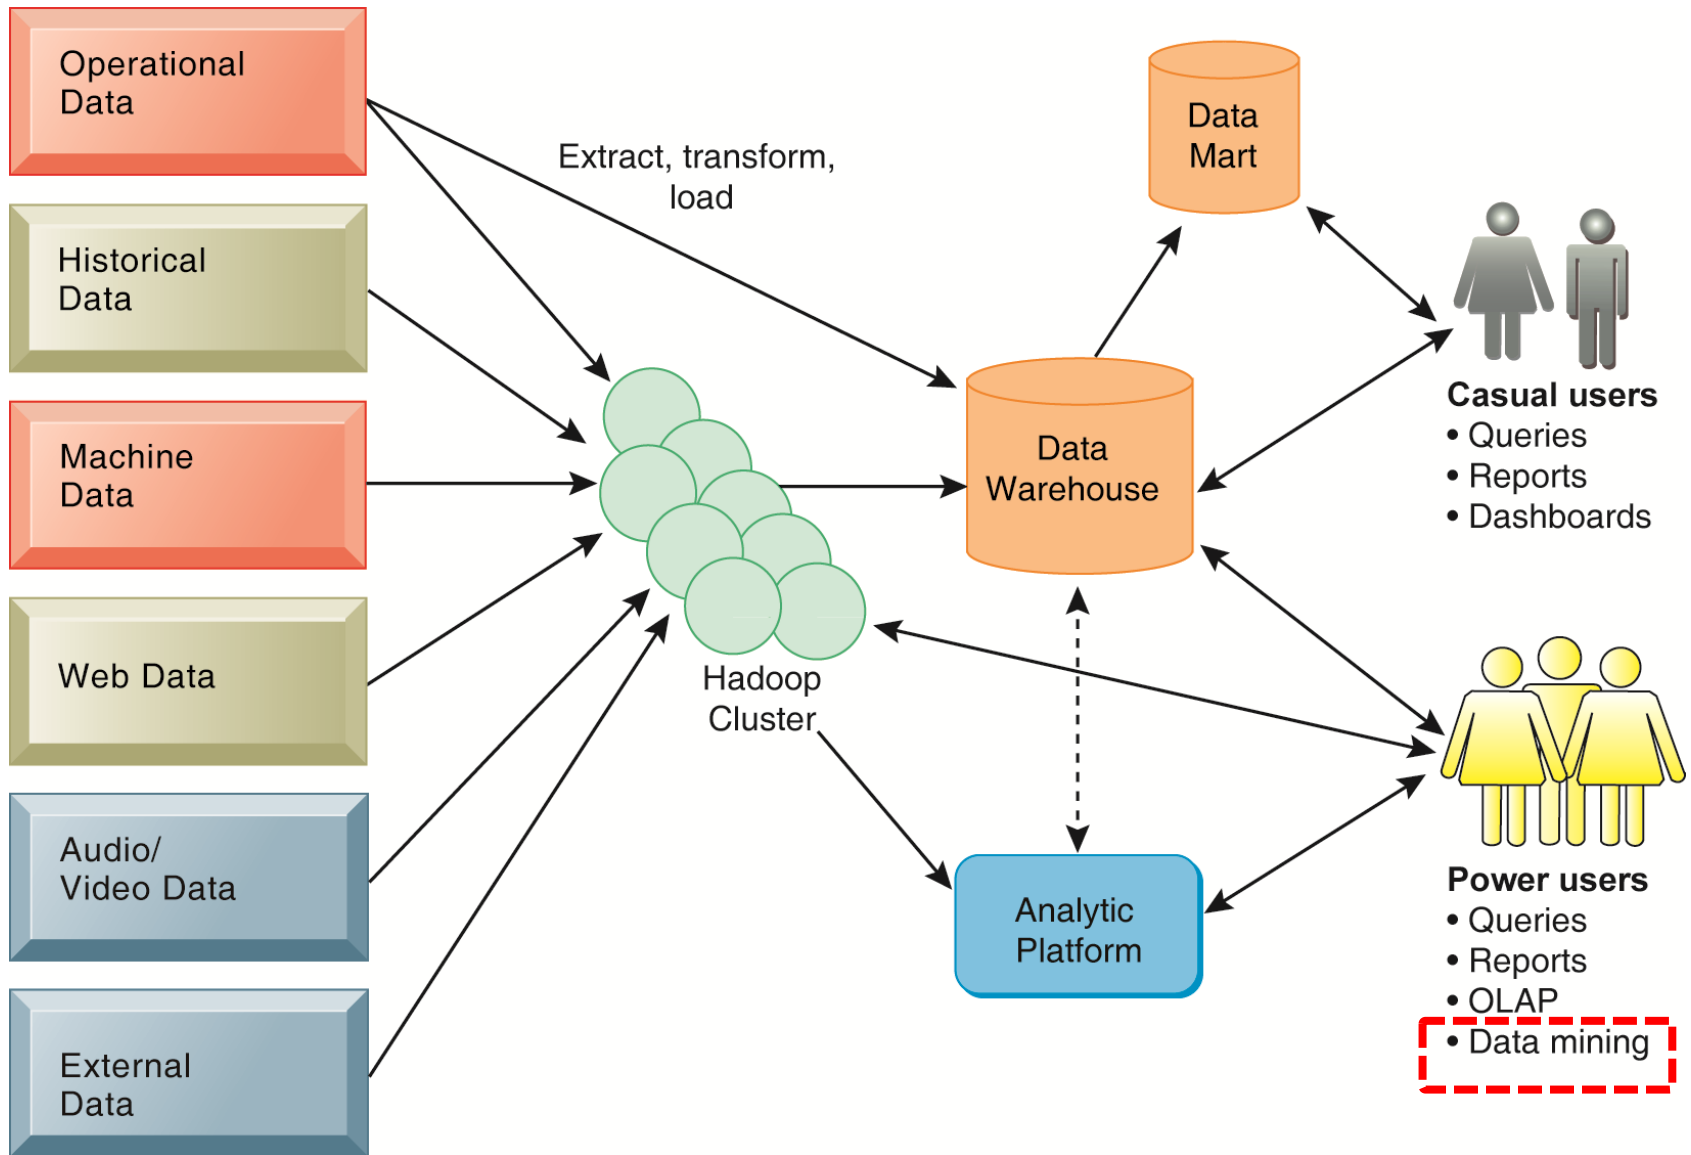 Operational
Data
Historical
Data
Machine
Data
Web Data
Audio/
Video Data
External
Data
Extract, transform,
load
Hadoop
Cluster
Data
Mart
Data
Warehouse
Analytic
Platform
Casual users
• Queries
• Reports
• Dashboards
Power users
• Queries
• Reports
• OLAP
• Data mining